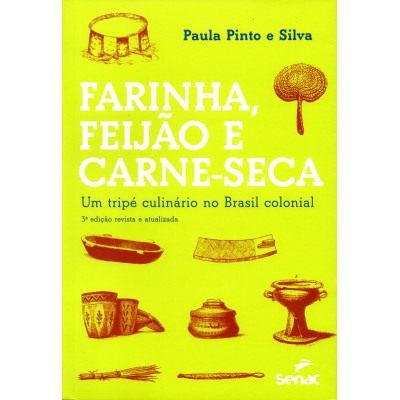 Paula Pinto e Silva
FARINHA,
FEIJÃO E
CARNE-SECA
Um tripé culinário no Brasil colonial
3ª edição revista e atualizada
senac